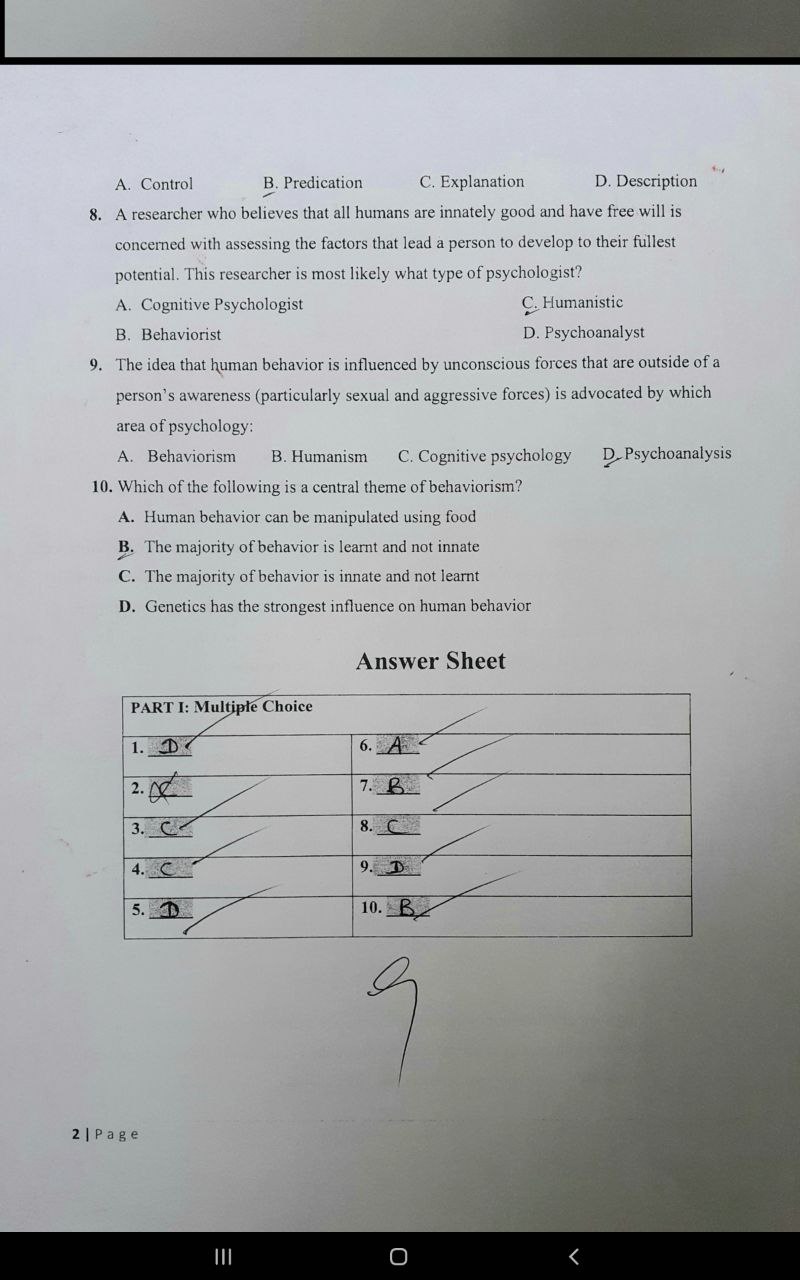 A. Control B. Predication C. Explanation D. Description
8. A researcher who believes that all humans are innately good and have free will is
concerned with assessing the factors that lead a person to develop to their fullest
potential. This researcher is most likely what type of psychologist?
A. Cognitive Psychologist C. Humanistic
B. Behaviorist D. Psychoanalyst
9. The idea that human behavior is influenced by unconscious forces that are outside of a
person's awareness (particularly sexual and aggressive forces) is advocated by which
area of psychology:
A. Behaviorism B. Humanism C. Cognitive psychology D. Psychoanalysis
10. Which of the following is a central theme of behaviorism?
A. Human behavior can be manipulated using food
B. The majority of behavior is learnt and not innate
C. The majority of behavior is innate and not learnt
D. Genetics has the strongest influence on human behavior
Answer Sheet
PART I: Multiple Choice
1. D 6. A
2. 7. B
3. C 8. C
4. C 9. D
5. D 10. B
9
2 | Page